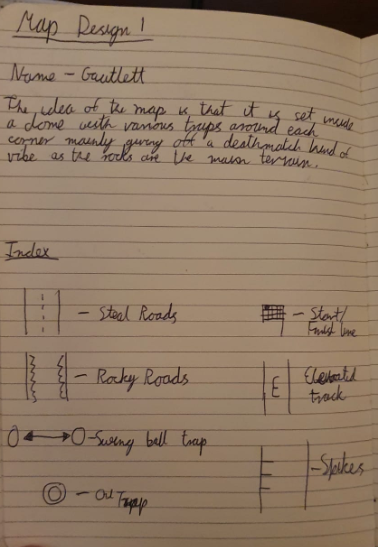 Map Design 1
Name - Gautlett
The idea of the map is that it is set inside
a dome with various traps around each
corner mainly giving off a deathmatch kind of
vibe as the rocks are the main terrain.
Index
- Steel Roads
- Start/
Finish line
- Rocky Roads
E
Elevated
track
- Swing ball trap
- Spikes
- Oil Trap